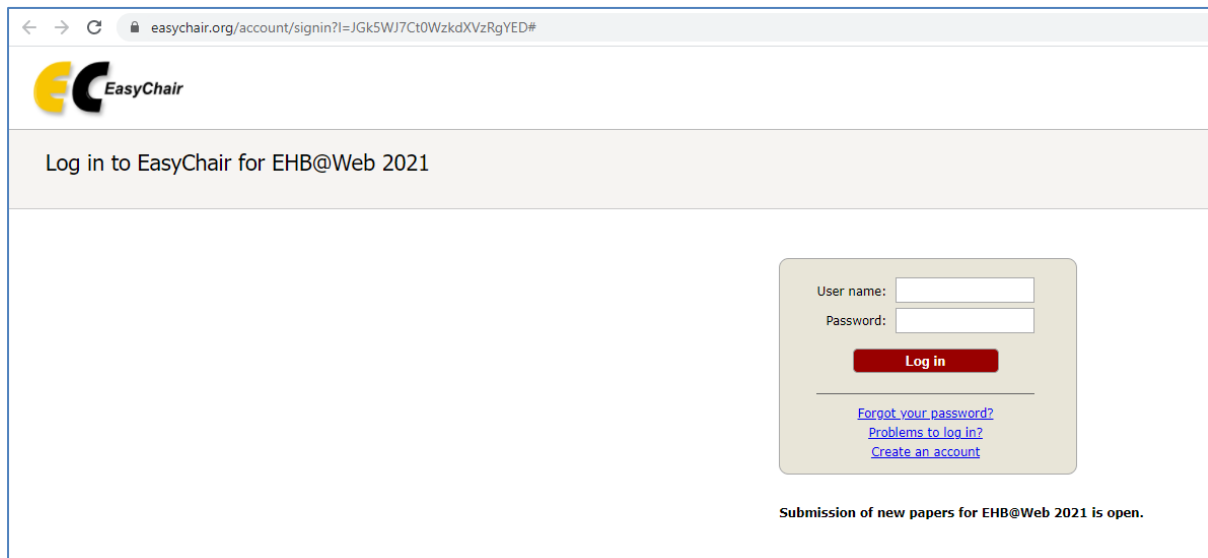 easychair.org/account/signin?l=JGk5WJ7Ct0WzkdXVzRgYED#
EC EasyChair
Log in to EasyChair for EHB@Web 2021
User name:
Password:
Log in
Forgot your password?
Problems to log in?
Create an account
Submission of new papers for EHB@Web 2021 is open.